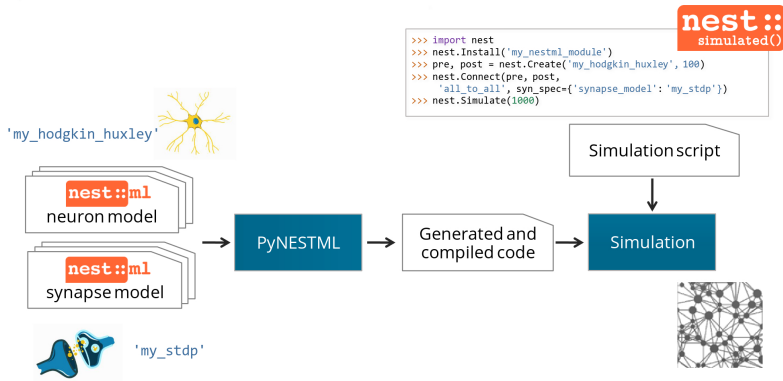 nest::
simulated()
>>> import nest
>>> nest.Install('my_nestml_module')
>>> pre, post = nest.Create('my_hodgkin_huxley', 100)
>>> nest.Connect(pre, post,
'all_to_all', syn_spec={'synapse_model': 'my_stdp'})
>>> nest.Simulate(1000)
'my_hodgkin_huxley'
Simulation script
nest::ml
neuron model
PyNESTML
Generated and
compiled code
Simulation
nest::ml
synapse model
'my_stdp'